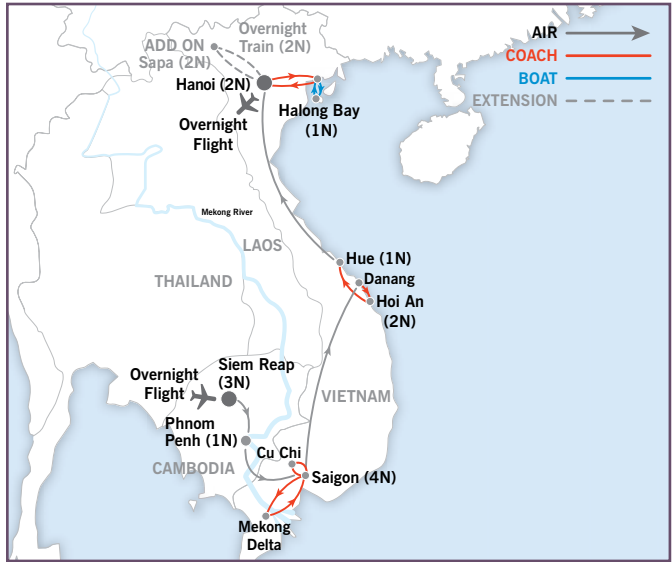 Overnight
Train (2N)
ADD ON
Sapa (2N)
Hanoi (2N)
Overnight
Flight
Halong Bay
(1N)
AIR
COACH
BOAT
EXTENSION
Mekong River
LAOS
THAILAND
Hue (1N)
Danang
Hoi An
(2N)
Siem Reap
(3N)
Overnight
Flight
VIETNAM
Phnom
Penh (1N)
Cu Chi
CAMBODIA
Saigon (4N)
Mekong
Delta